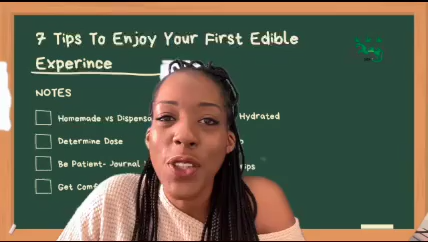 7 Tips To Enjoy Your First Edible
Experince
NOTES
Homemade vs Hydrated
Determine Dose
Be Patient- Journal
Get